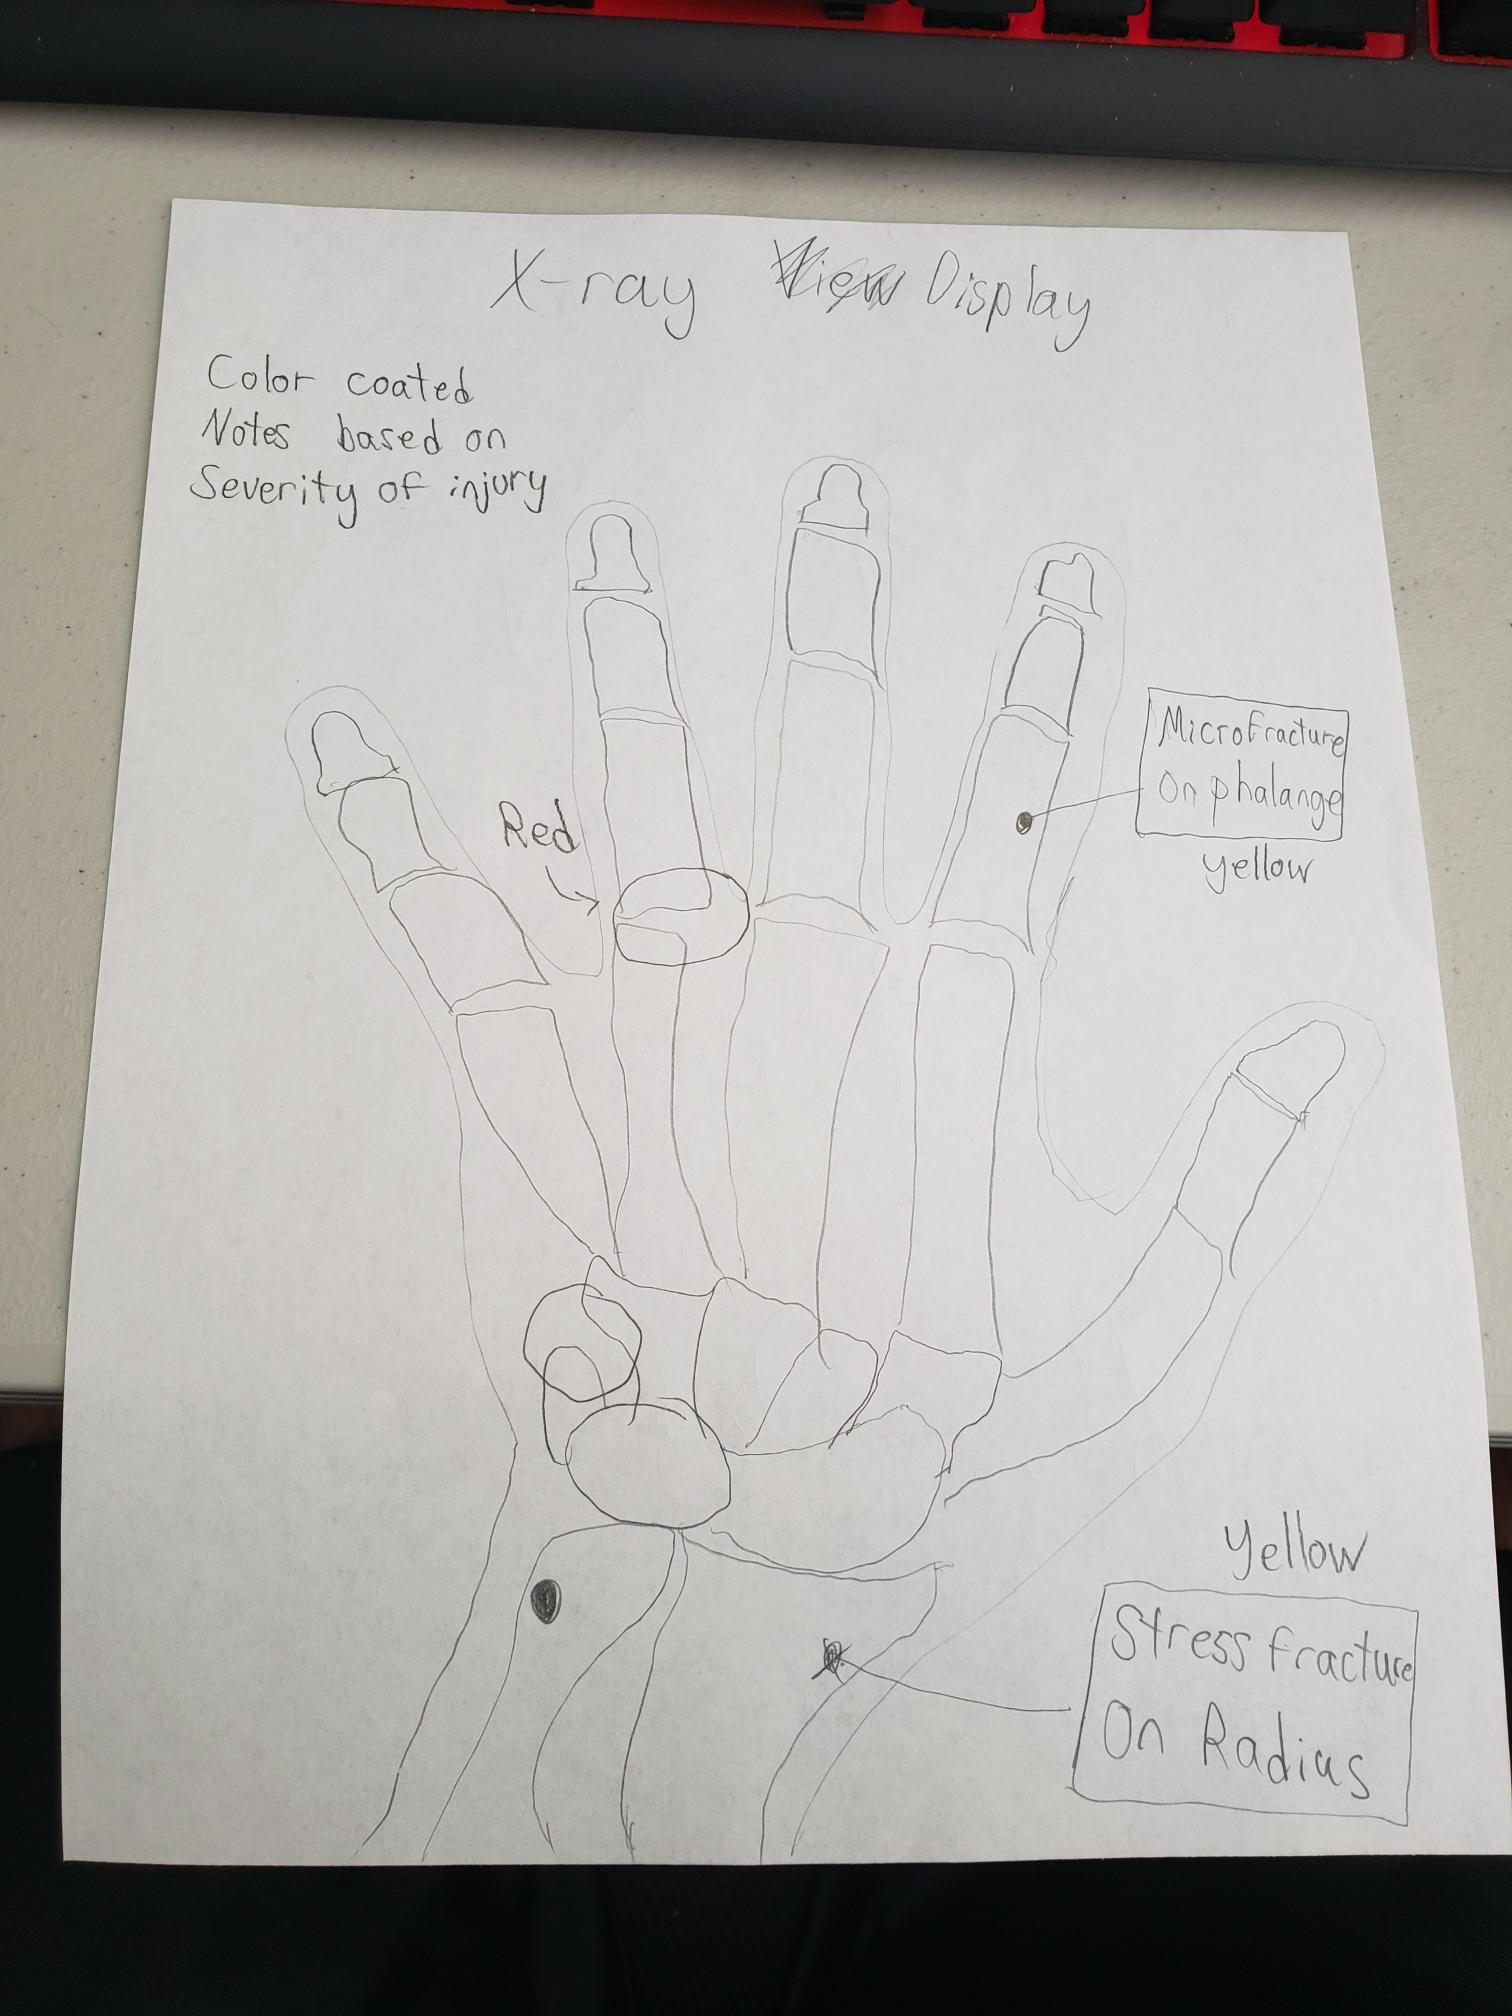 X-ray View Display
Color coated
Notes based on
Severity of injury
Red
Microfracture
on phalange
yellow
Yellow
Stress fracture
On Radius